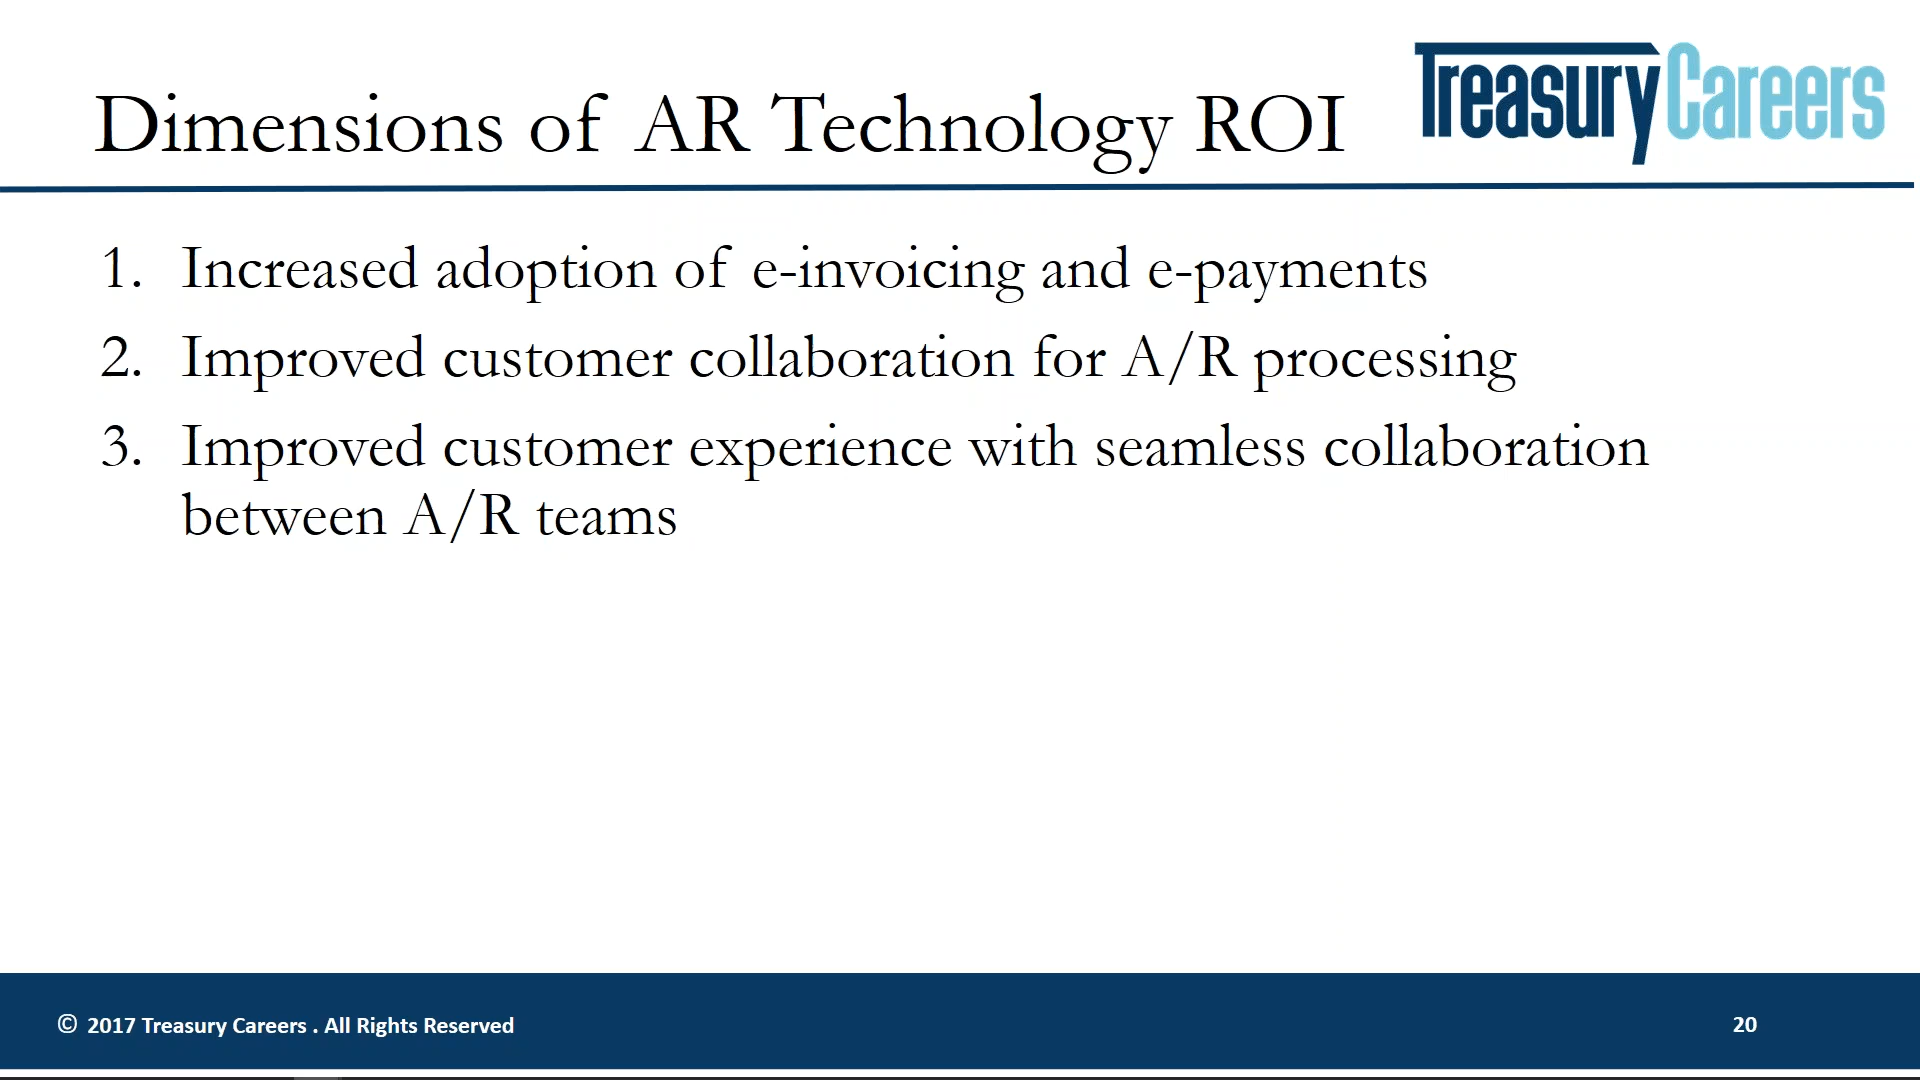 Dimensions of AR Technology ROI
TreasuryCareers
1. Increased adoption of e-invoicing and e-payments
2. Improved customer collaboration for A/R processing
3. Improved customer experience with seamless collaboration
between A/R teams
© 2017 Treasury Careers . All Rights Reserved
20